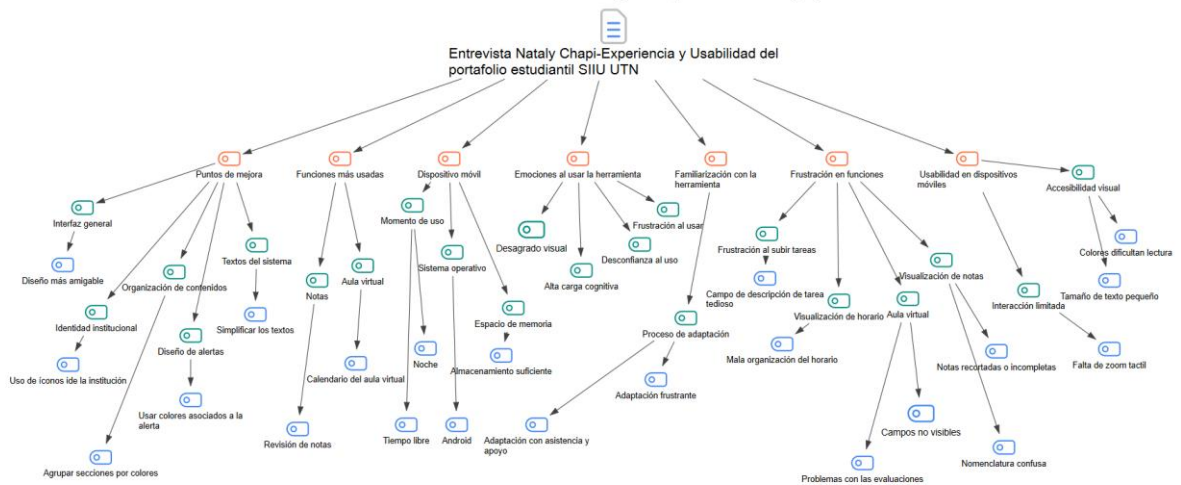 Entrevista Nataly Chapi-Experiencia y Usabilidad del
portafolio estudiantil SIIU UTN
Puntos de mejora
Funciones más usadas
Dispositivo móvil
Emociones al usar la herramienta
Familiarización con la
herramienta
Frustración en funciones
Usabilidad en dispositivos
móviles
Accesibilidad visual
Interfaz general
Momento de uso
Frustración al usar
Desagrado visual
Desconfianza al uso
Frustración al subir tareas
Colores dificultan lectura
Diseño más amigable
Organización de contenidos
Textos del sistema
Notas
Aula virtual
Sistema operativo
Alta carga cognitiva
Campo de descripción de tarea
tedioso
Visualización de notas
Tamaño de texto pequeño
Identidad institucional
Simplificar los textos
Espacio de memoria
Visualización de horario
Aula virtual
Interacción limitada
Proceso de adaptación
Diseño de alertas
Uso de íconos ide la institución
Calendario del aula virtual
Noche
Almacenamiento suficiente
Mala organización del horario
Notas recortadas o incompletas
Falta de zoom tactil
Adaptación frustrante
Usar colores asociados a la
alerta
Revisión de notas
Tiempo libre
Android
Adaptación con asistencia y
apoyo
Campos no visibles
Agrupar secciones por colores
Problemas con las evaluaciones
Nomenclatura confusa